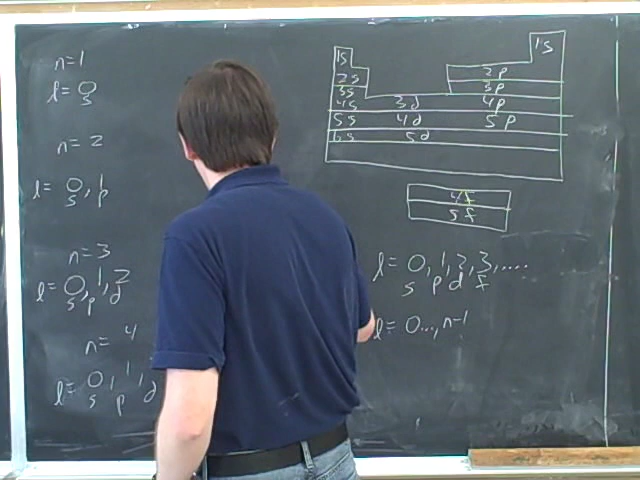 n=1
l= 0
s
n= 2
l= 0, 1
s p
n= 3
l= 0, 1, 2
s p d
n= 4
l= 0, 1,
s p d
1s 1s
2s 2p
3s 3p
4s 3d 4p
5s 4d 5p
6s 5d
4f
5f
l= 0, 1, 2, 3, ....
s p d f
l= 0..., n-1